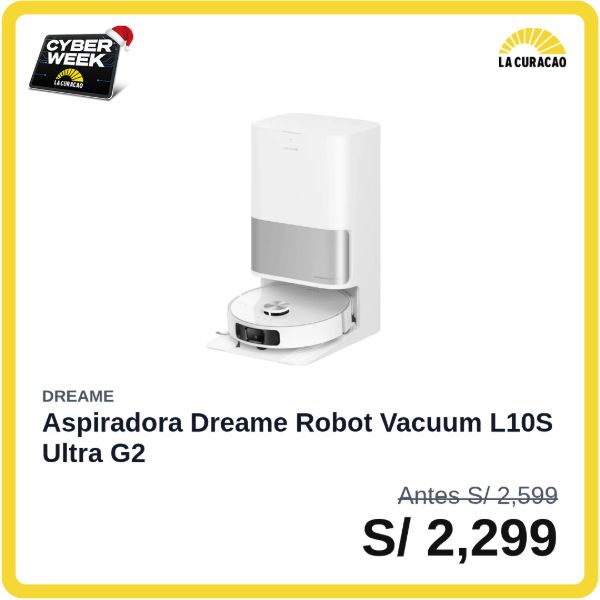 CYBER
WEEK
LA CURACAO
LA CURACAO
DREAME
Aspiradora Dreame Robot Vacuum L10S
Ultra G2
Antes S/ 2,599
S/ 2,299